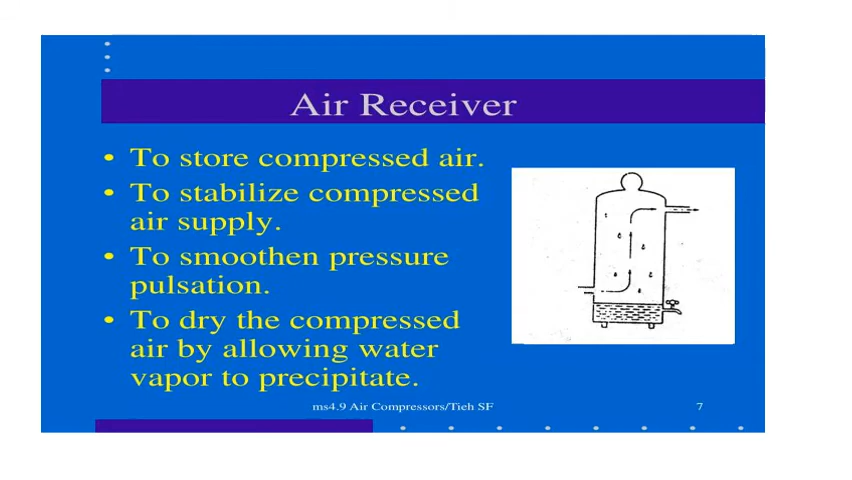 Air Receiver
• To store compressed air.
• To stabilize compressed
air supply.
• To smoothen pressure
pulsation.
• To dry the compressed
air by allowing water
vapor to precipitate.
ms4.9 Air Compressors/Tieh SF
7